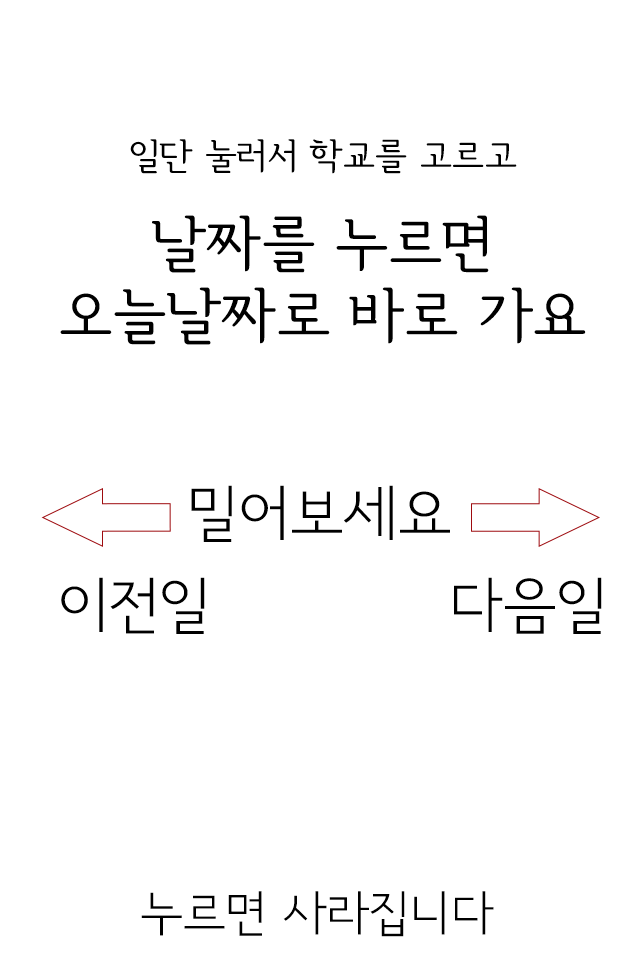 일단 눌러서 학교를 고르고
날짜를 누르면
오늘날짜로 바로 가요
밀어보세요
이전일 다음일
누르면 사라집니다